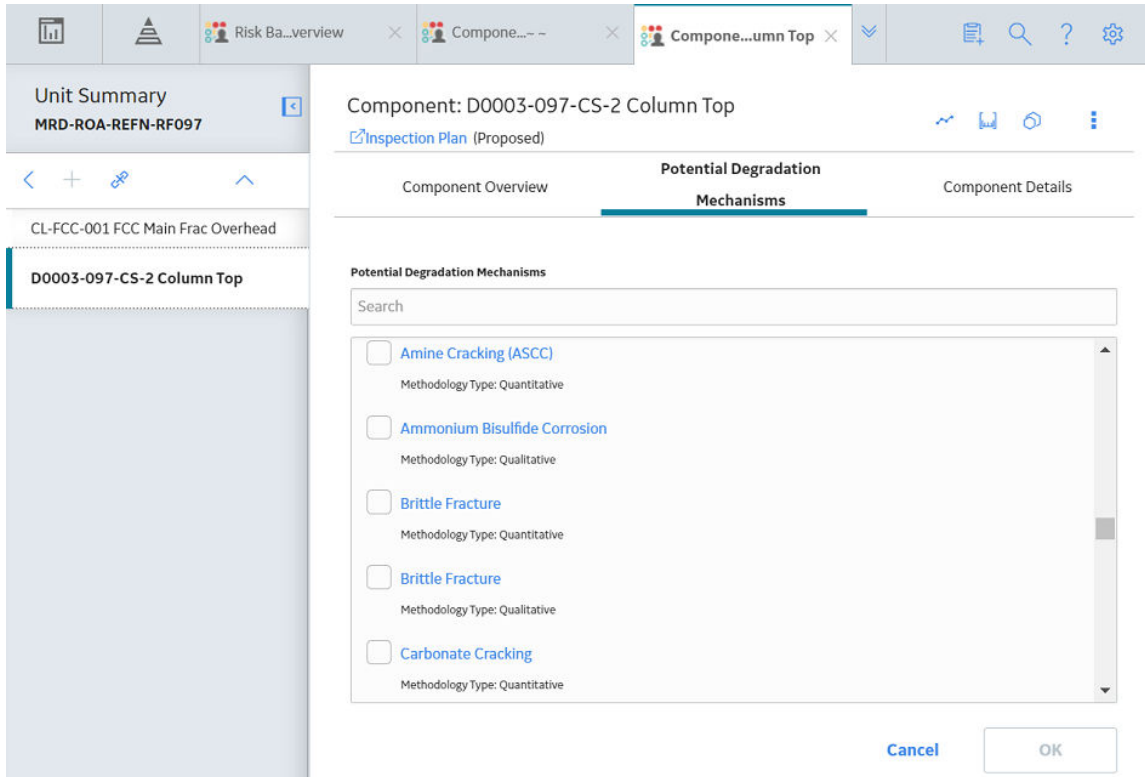 Risk Ba...verview
Compone...~ ~
Compone...umn Top
Unit Summary
MRD-ROA-REFN-RF097
CL-FCC-001 FCC Main Frac Overhead
D0003-097-CS-2 Column Top
Component: D0003-097-CS-2 Column Top
Inspection Plan (Proposed)
Component Overview
Potential Degradation
Mechanisms
Component Details
Potential Degradation Mechanisms
Search
Amine Cracking (ASCC)
Methodology Type: Quantitative
Ammonium Bisulfide Corrosion
Methodology Type: Qualitative
Brittle Fracture
Methodology Type: Quantitative
Brittle Fracture
Methodology Type: Qualitative
Carbonate Cracking
Methodology Type: Quantitative
Cancel
OK